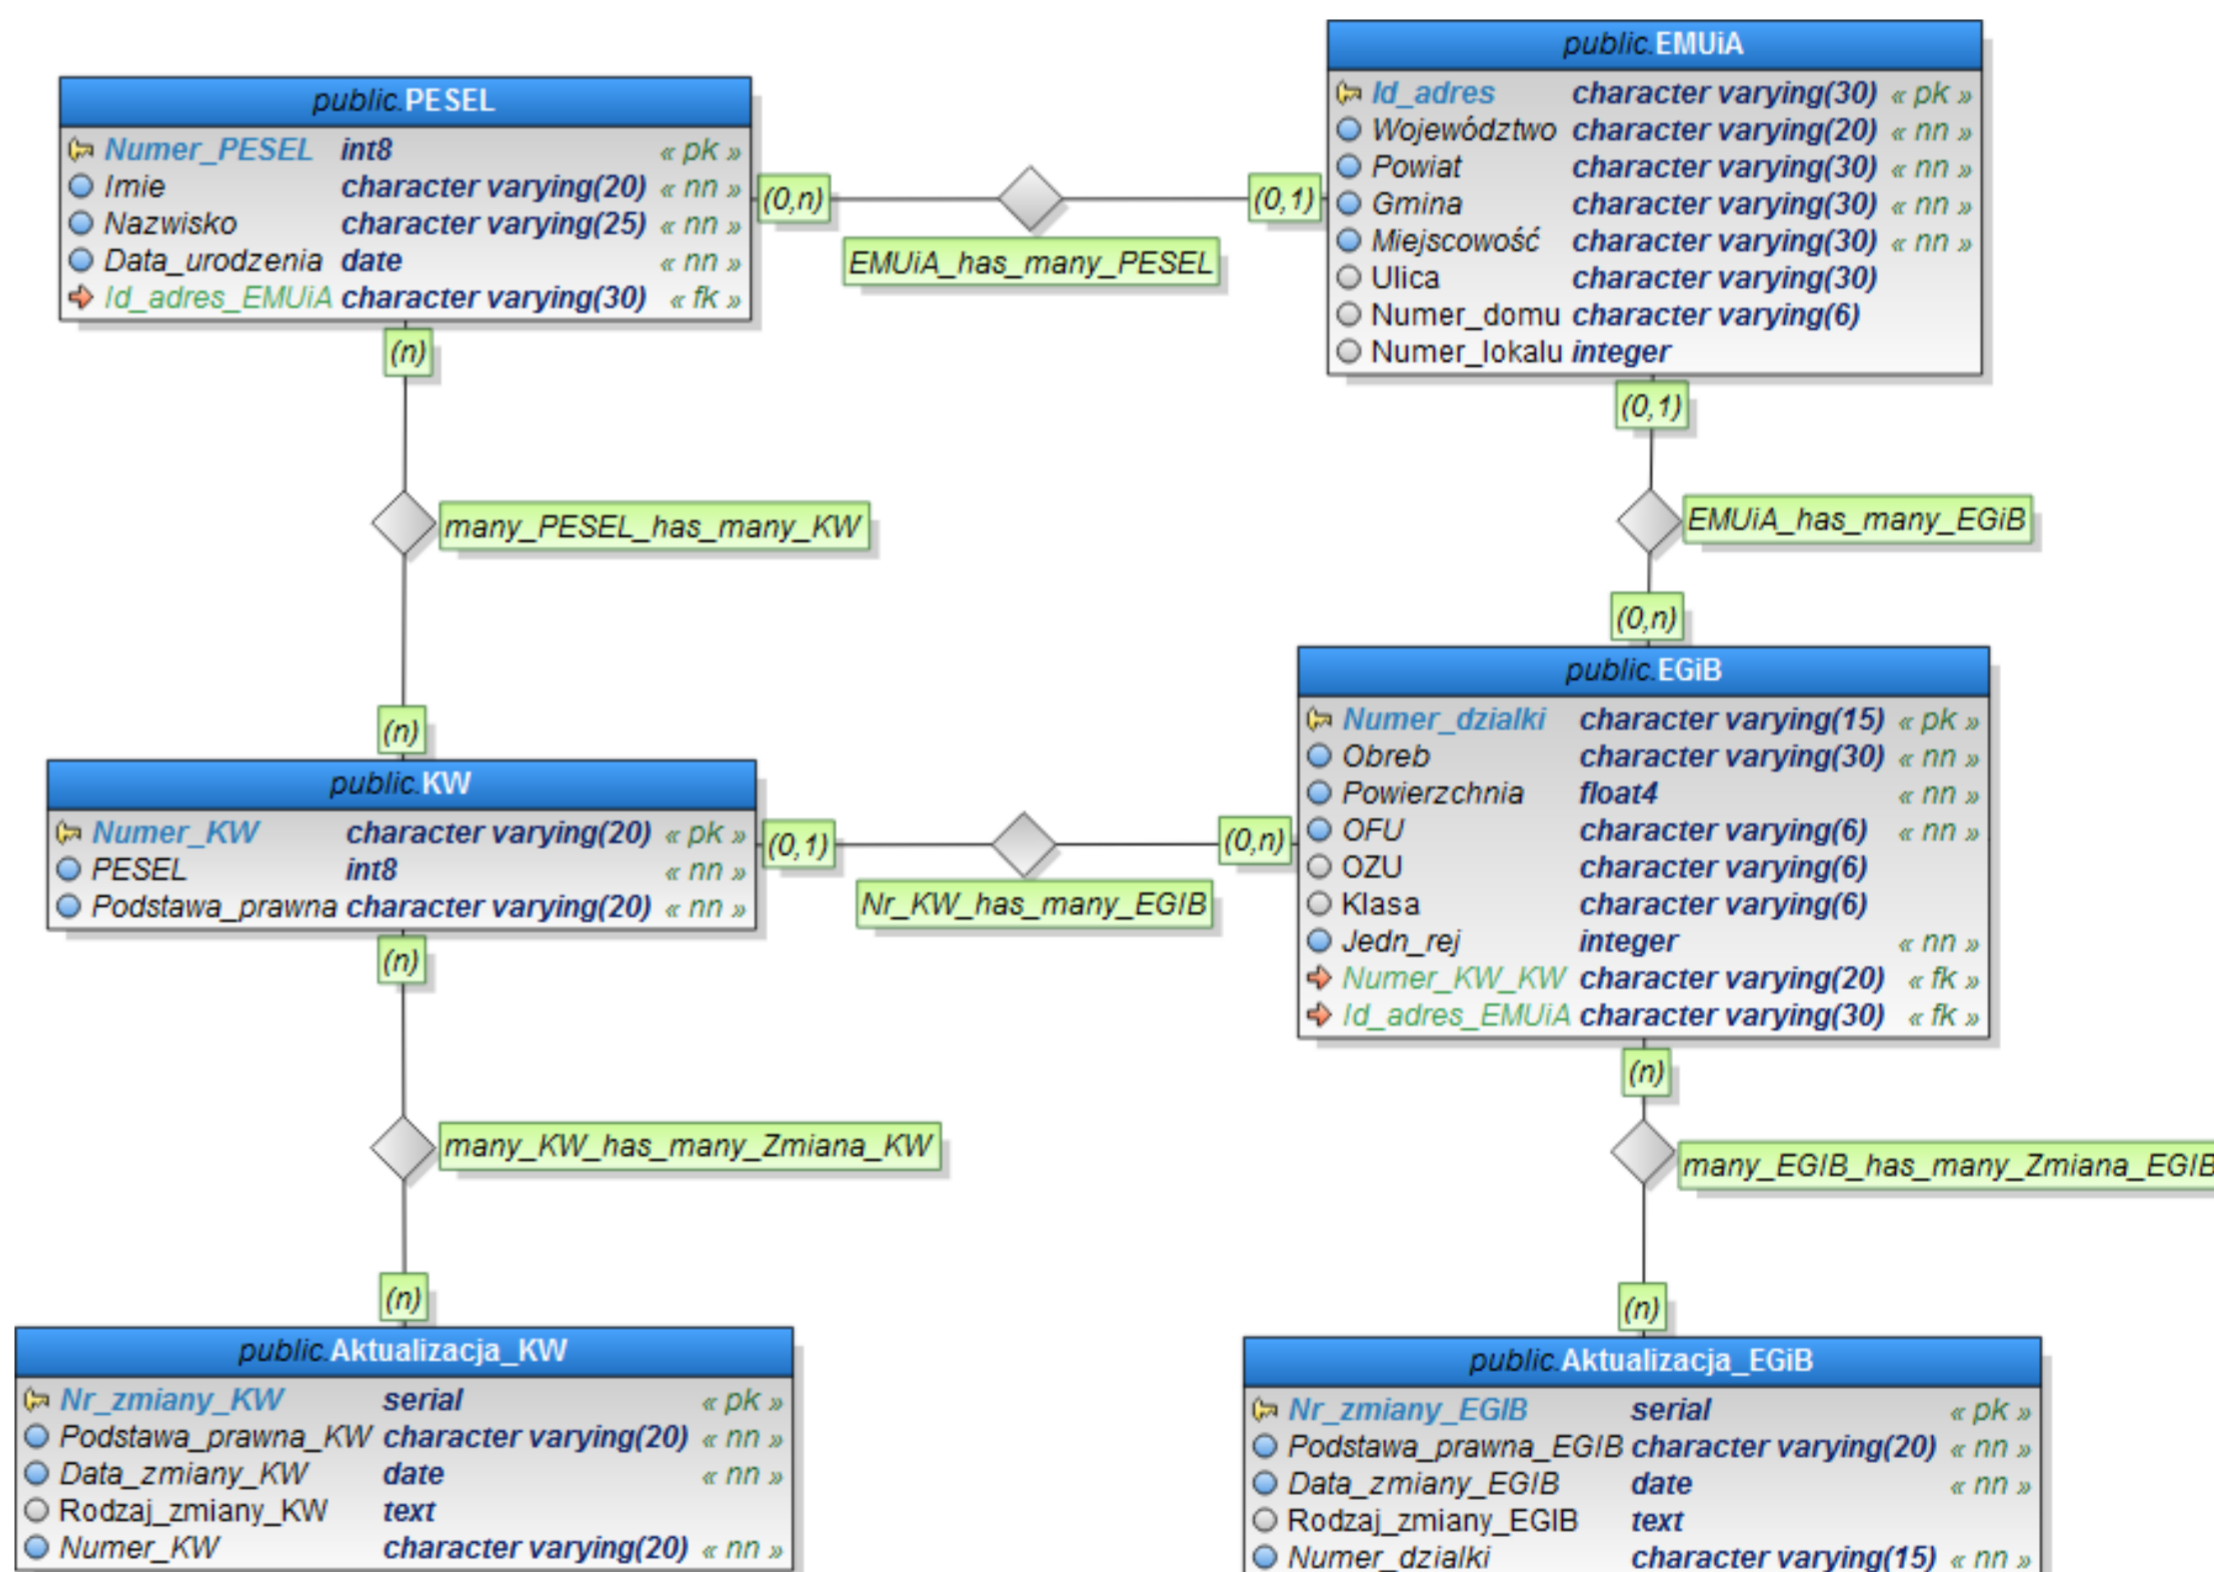 public.PESEL
Numer_PESEL int8 « pk »
Imie character varying(20) « nn »
Nazwisko character varying(25) « nn »
Data_urodzenia date « nn »
Id_adres_EMUiA character varying(30) « fk »
(0,n)
EMUiA_has_many_PESEL
(0,1)
public.EMUiA
Id_adres character varying(30) « pk »
Województwo character varying(20) « nn »
Powiat character varying(30) « nn »
Gmina character varying(30) « nn »
Miejscowość character varying(30) « nn »
Ulica character varying(30)
Numer_domu character varying(6)
Numer_lokalu integer
(n)
many_PESEL_has_many_KW
(n)
(0,1)
EMUiA_has_many_EGiB
(0,n)
public.KW
Numer_KW character varying(20) « pk »
PESEL int8 « nn »
Podstawa_prawna character varying(20) « nn »
(0,1)
Nr_KW_has_many_EGIB
(0,n)
public.EGiB
Numer_dzialki character varying(15) « pk »
Obreb character varying(30) « nn »
Powierzchnia float4 « nn »
OFU character varying(6) « nn »
OZU character varying(6)
Klasa character varying(6)
Jedn_rej integer « nn »
Numer_KW_KW character varying(20) « fk »
Id_adres_EMUiA character varying(30) « fk »
(n)
many_KW_has_many_Zmiana_KW
(n)
(n)
many_EGIB_has_many_Zmiana_EGIB
(n)
public.Aktualizacja_KW
Nr_zmiany_KW serial « pk »
Podstawa_prawna_KW character varying(20) « nn »
Data_zmiany_KW date « nn »
Rodzaj_zmiany_KW text
Numer_KW character varying(20) « nn »
public.Aktualizacja_EGiB
Nr_zmiany_EGIB serial « pk »
Podstawa_prawna_EGIB character varying(20) « nn »
Data_zmiany_EGIB date « nn »
Rodzaj_zmiany_EGIB text
Numer_dzialki character varying(15) « nn »